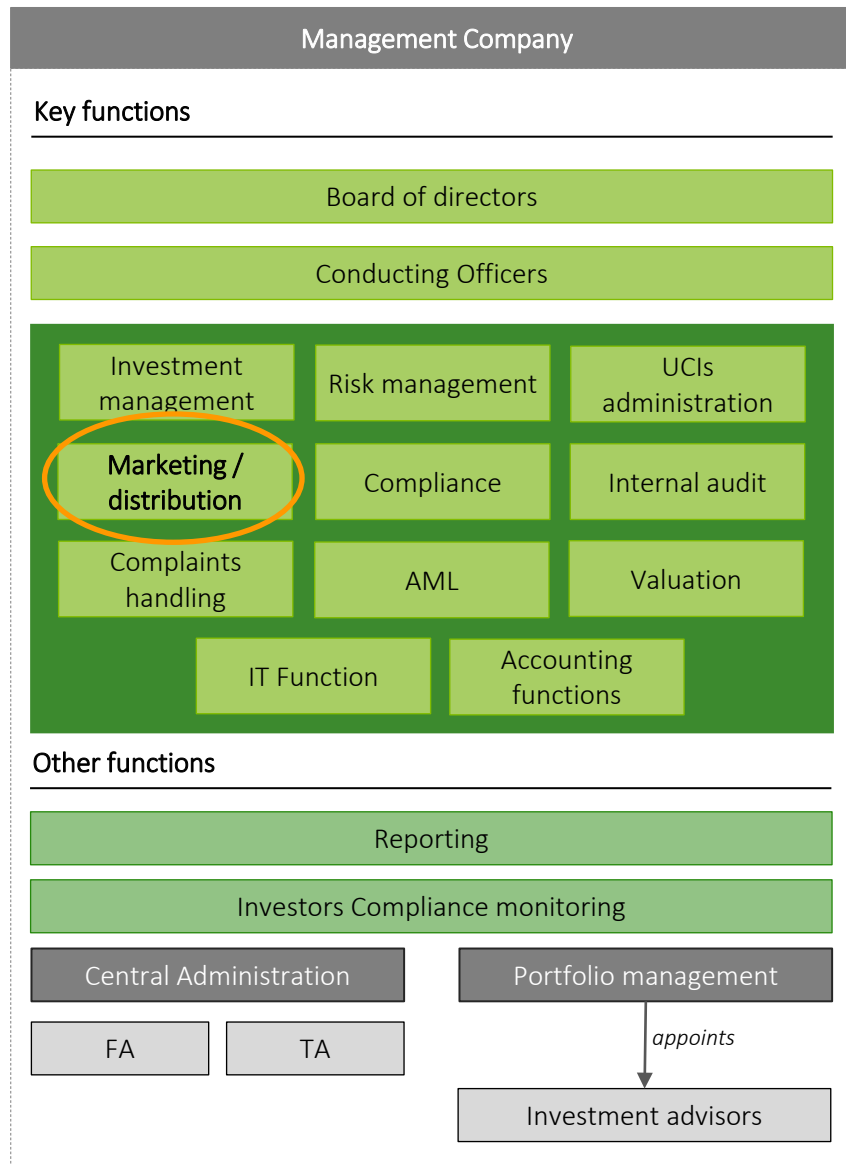 Management Company
Key functions
Board of directors
Conducting Officers
Investment
management
Risk management
UCIs
administration
Marketing /
distribution
Compliance
Internal audit
Complaints
handling
AML
Valuation
IT Function
Accounting
functions
Other functions
Reporting
Investors Compliance monitoring
Central Administration
Portfolio management
FA
TA
appoints
Investment advisors